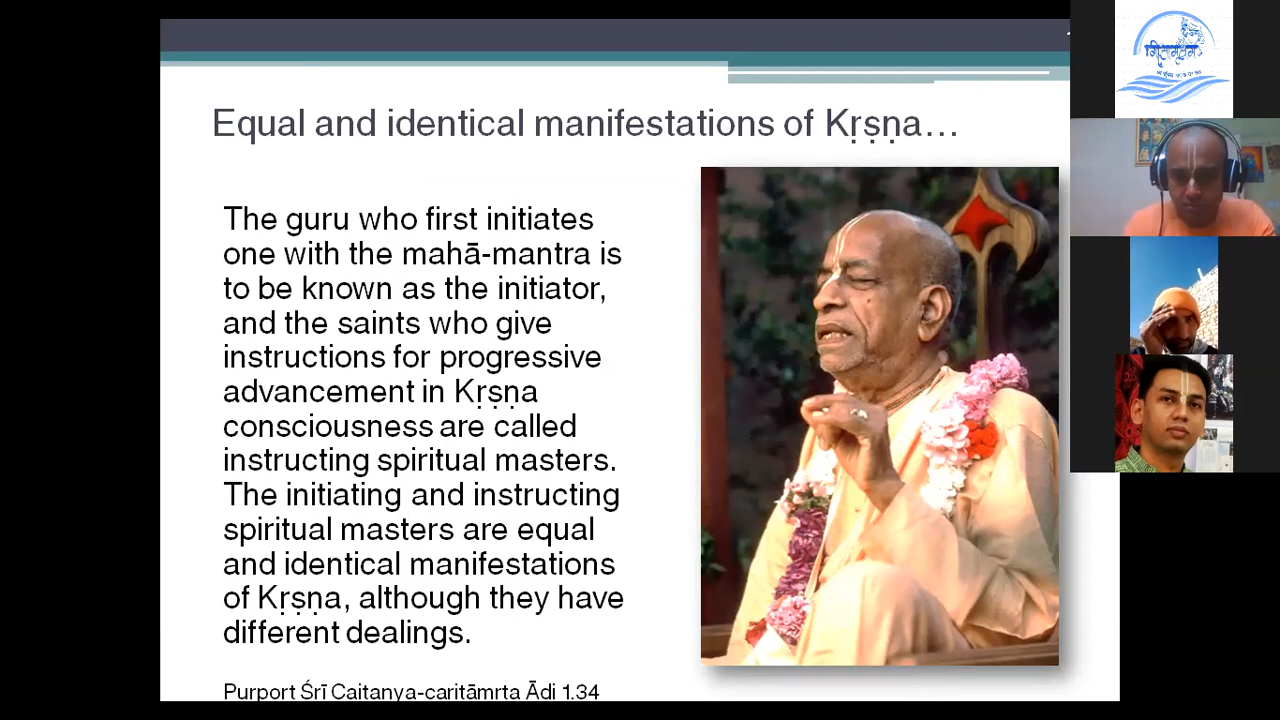 Equal and identical manifestations of Kṛṣṇa…
The guru who first initiates
one with the mahā-mantra is
to be known as the initiator,
and the saints who give
instructions for progressive
advancement in Kṛṣṇa
consciousness are called
instructing spiritual masters.
The initiating and instructing
spiritual masters are equal
and identical manifestations
of Kṛṣṇa, although they have
different dealings.
Purport Śrī Caitanya-caritāmrta Ādi 1.34